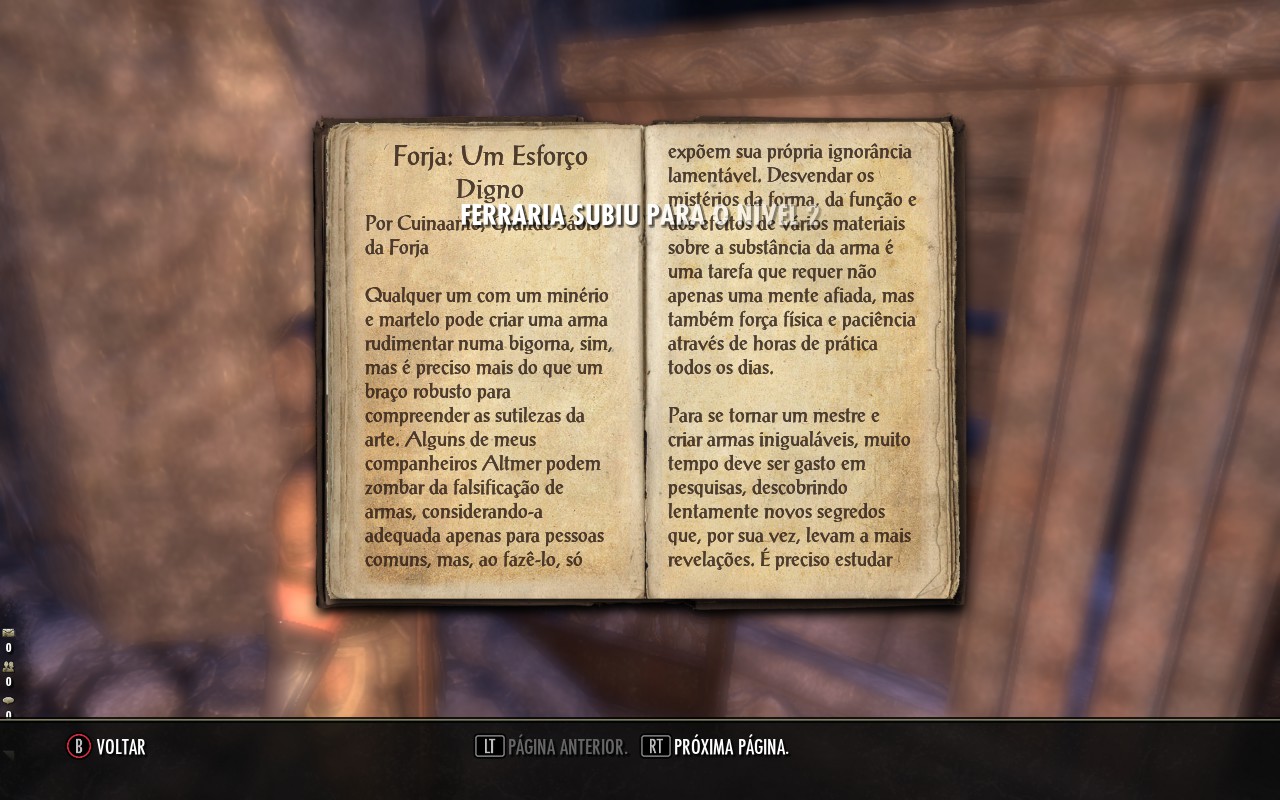 Forja: Um Esforço
Digno
FERRARIA SUBIU PARA O NÍVEL 2
Por Cuinaanto, Grande Sábio
da Forja
Qualquer um com um minério
e martelo pode criar uma arma
rudimentar numa bigorna, sim,
mas é preciso mais do que um
braço robusto para
compreender as sutilezas da
arte. Alguns de meus
companheiros Altmer podem
zombar da falsificação de
armas, considerando-a
adequada apenas para pessoas
comuns, mas, ao fazê-lo, só
expõem sua própria ignorância
lamentável. Desvendar os
mistérios da forma, da função e
dos efeitos de vários materiais
sobre a substância da arma é
uma tarefa que requer não
apenas uma mente afiada, mas
também força física e paciência
através de horas de prática
todos os dias.
Para se tornar um mestre e
criar armas inigualáveis, muito
tempo deve ser gasto em
pesquisas, descobrindo
lentamente novos segredos
que, por sua vez, levam a mais
revelações. É preciso estudar
0
0
0
B VOLTAR
LT PÁGINA ANTERIOR. RT PRÓXIMA PÁGINA.